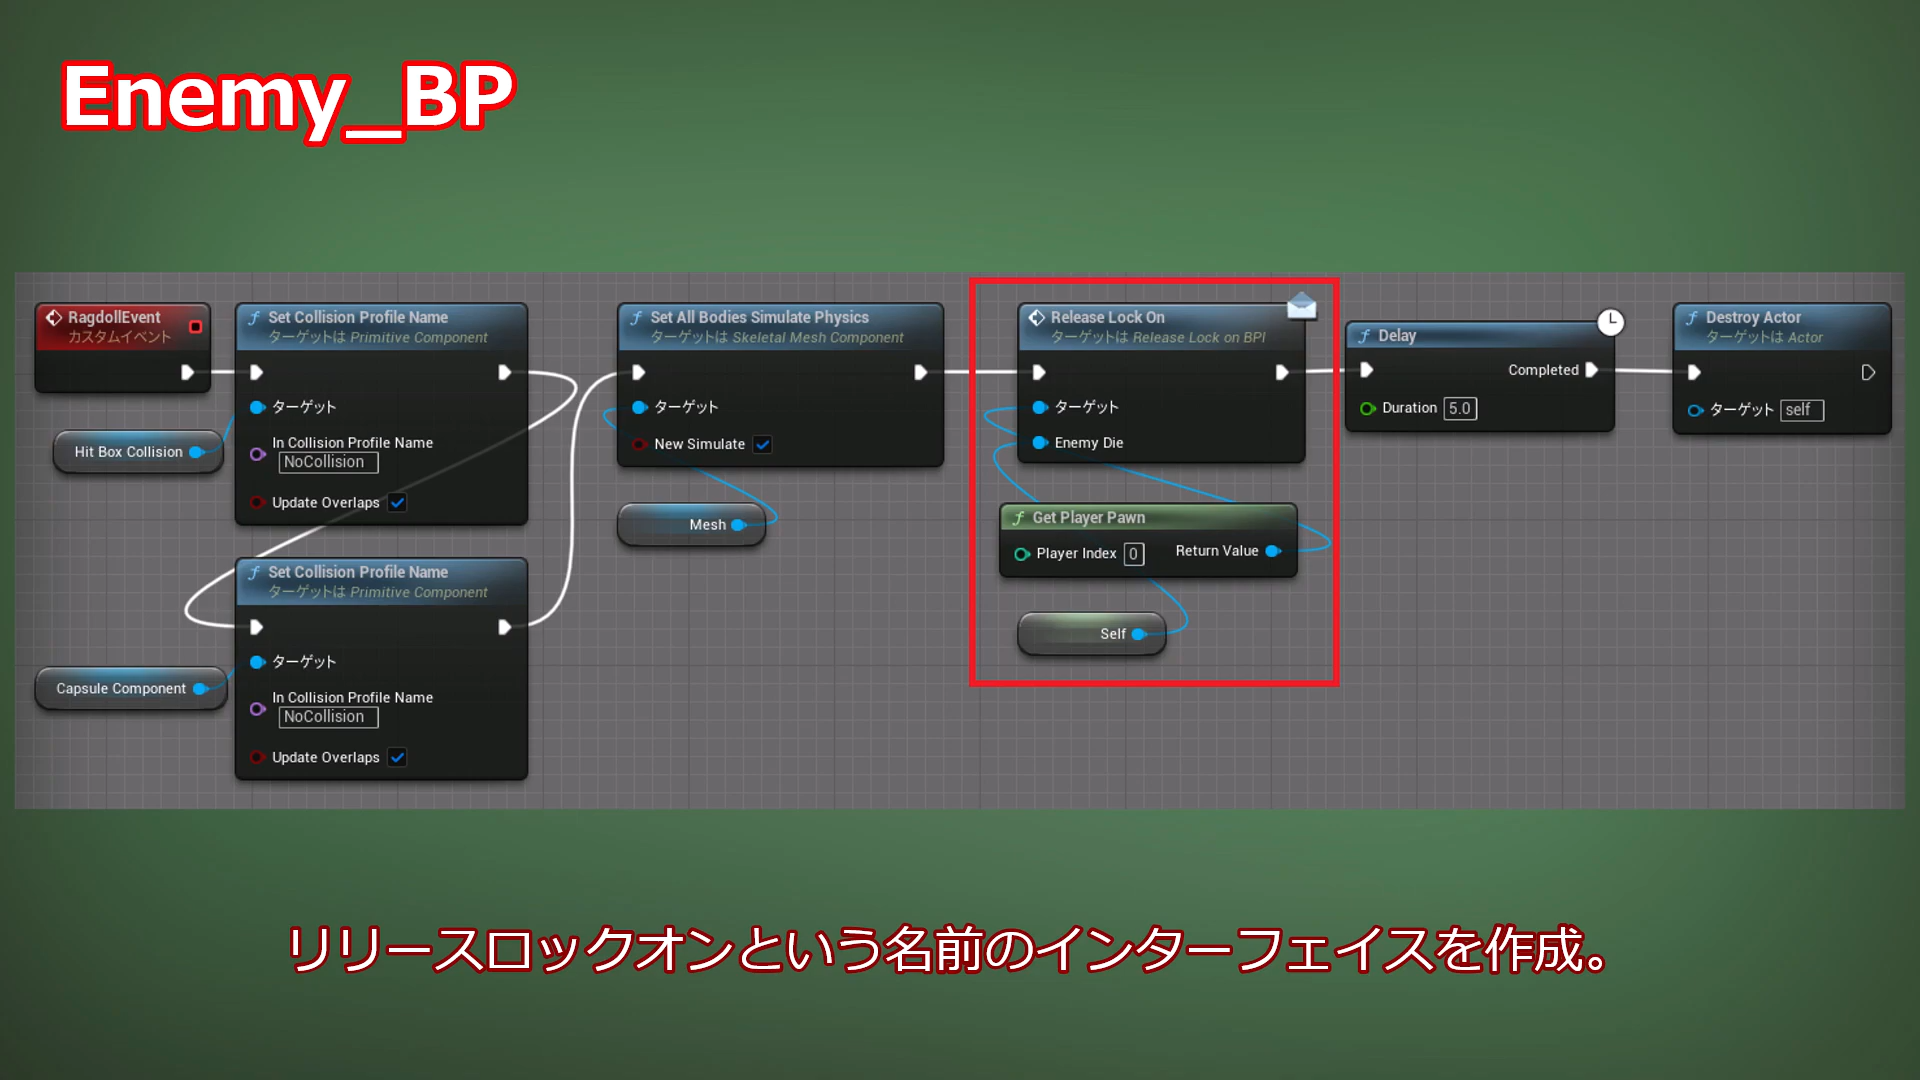 Enemy_BP
RagdollEvent
カスタムイベント
Hit Box Collision
Set Collision Profile Name
ターゲットは Primitive Component
ターゲット
In Collision Profile Name
NoCollision
Update Overlaps
Capsule Component
Set Collision Profile Name
ターゲットは Primitive Component
ターゲット
In Collision Profile Name
NoCollision
Update Overlaps
Set All Bodies Simulate Physics
ターゲットは Skeletal Mesh Component
ターゲット
New Simulate
Mesh
Release Lock On
ターゲットは Release Lock on BPI
ターゲット
Enemy Die
Get Player Pawn
Player Index 0 Return Value
Self
Delay
Completed
Duration 5.0
Destroy Actor
ターゲットは Actor
ターゲット self
リリースロックオンという名前のインターフェイスを作成。